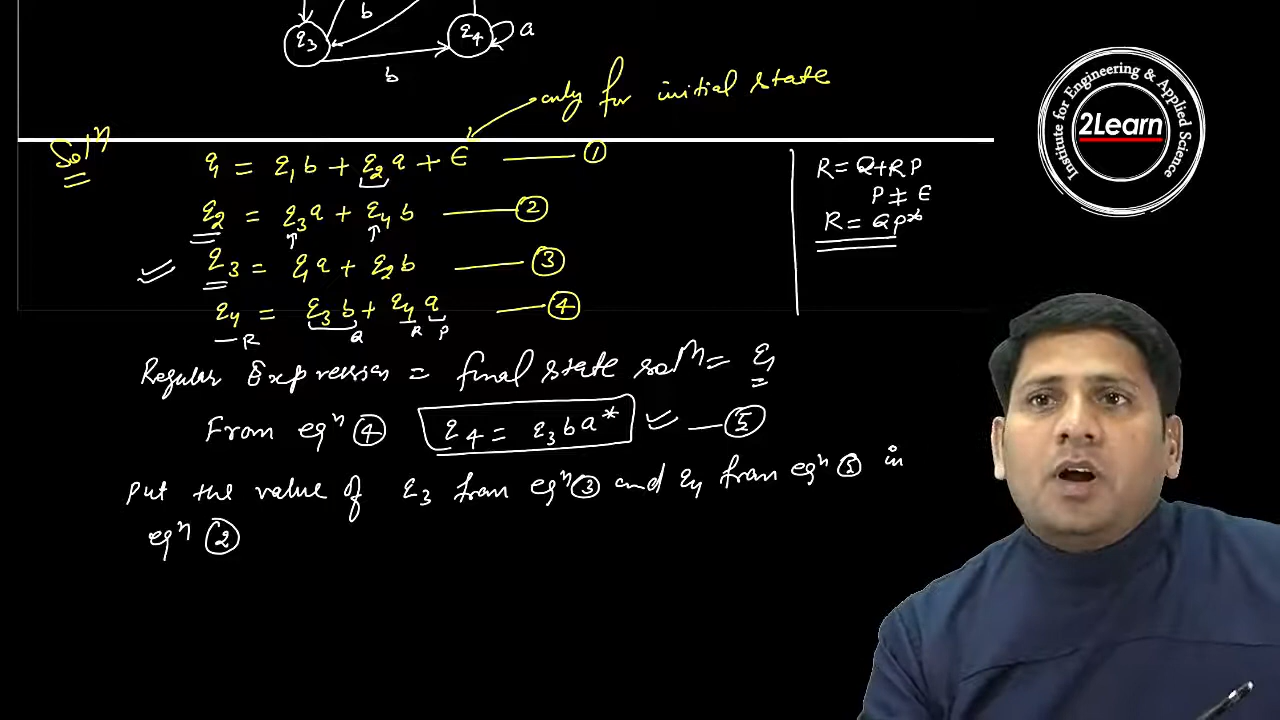 b
q3
q4
a
b
only for initial state
Solⁿ
q1 = q1b + q2a + ε —— ①
q2 = q3a + q4b —— ②
q3 = q1a + q2b —— ③
q4 = q3b + q4a —— ④
R Q R P
R = Q + RP
P ≠ ε
R = QP*
Regular Expression = final state solⁿ = q1
From eqⁿ ④ q4 = q3ba* —⑤
Put the value of q3 from eqⁿ ③ and q4 from eqⁿ ⑤ in
eqⁿ ②
Institute for Engineering & Applied Science
2Learn